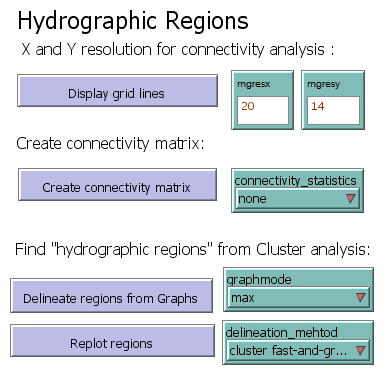 Hydrographic Regions
X and Y resolution for connectivity analysis :
Display grid lines
mgresx
20
mgresy
14
Create connectivity matrix:
Create connectivity matrix
connectivity_statistics
none
Find "hydrographic regions" from Cluster analysis:
Delineate regions from Graphs
graphmode
max
Replot regions
delineation_mehtod
cluster fast-and-gr...